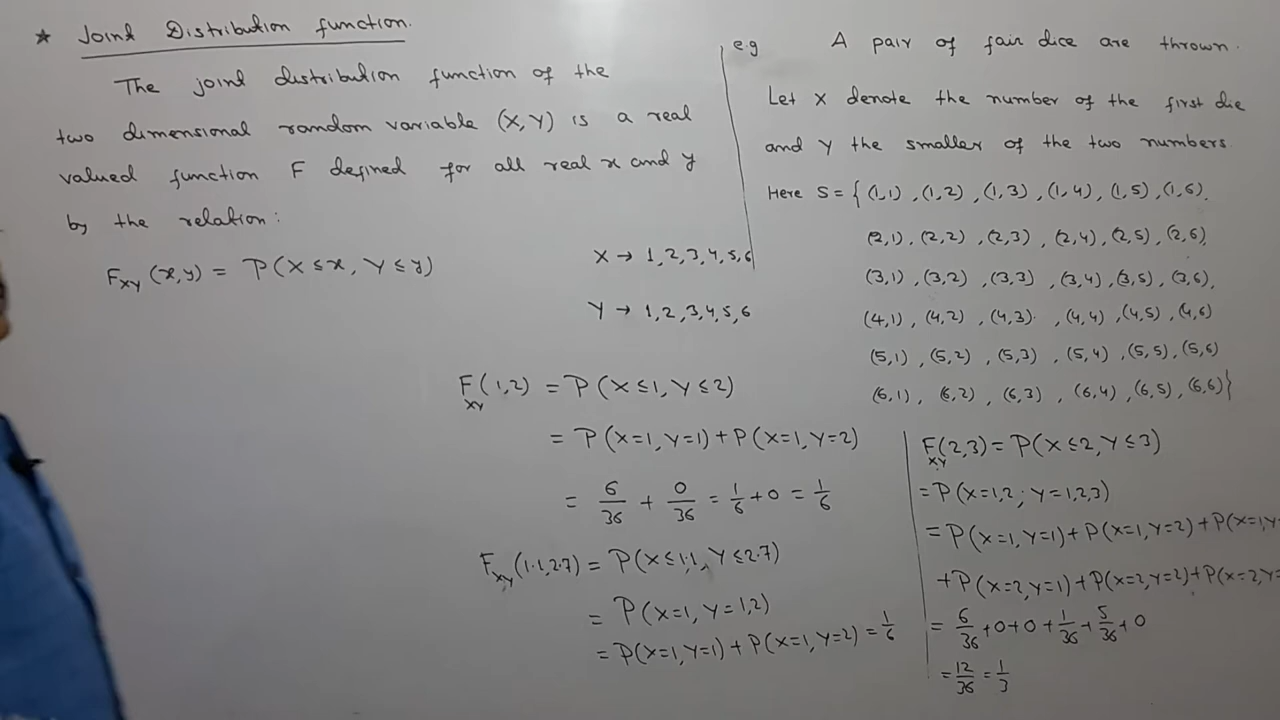 * Joint Distribution function.
The joint distribution function of the
two dimensional random variable (X,Y) is a real
valued function F defined for all real x and y
by the relation:
F_XY (x,y) = P(X ≤ x, Y ≤ y)
e.g A pair of fair dice are thrown.
Let X denote the number of the first die
and Y the smaller of the two numbers.
Here S = { (1,1) , (1,2) , (1,3) , (1,4) , (1,5) , (1,6),
(2,1), (2,2) , (2,3) , (2,4), (2,5), (2,6),
(3,1) , (3,2) , (3,3) , (3,4) , (3,5) , (3,6),
(4,1) , (4,2) , (4,3) , (4,4) , (4,5) , (4,6)
(5,1) , (5,2) , (5,3) , (5,4) , (5,5) , (5,6)
(6,1) , (6,2) , (6,3) , (6,4) , (6,5) , (6,6) }
X → 1,2,3,4,5,6
Y → 1,2,3,4,5,6
F_XY (1,2) = P(X ≤ 1, Y ≤ 2)
= P(X=1, Y=1) + P(X=1, Y=2)
= 6/36 + 0/36 = 1/6 + 0 = 1/6
F_XY (1.1, 2.7) = P(X ≤ 1.1, Y ≤ 2.7)
= P(X=1, Y=1,2)
= P(X=1, Y=1) + P(X=1, Y=2) = 1/6
F_XY (2,3) = P(X ≤ 2, Y ≤ 3)
= P(X=1,2 ; Y=1,2,3)
= P(X=1, Y=1) + P(X=1, Y=2) + P(X=1, Y
+ P(X=2, Y=1) + P(X=2, Y=2) + P(X=2, Y=
= 6/36 + 0 + 0 + 1/36 + 5/36 + 0
= 12/36 = 1/3